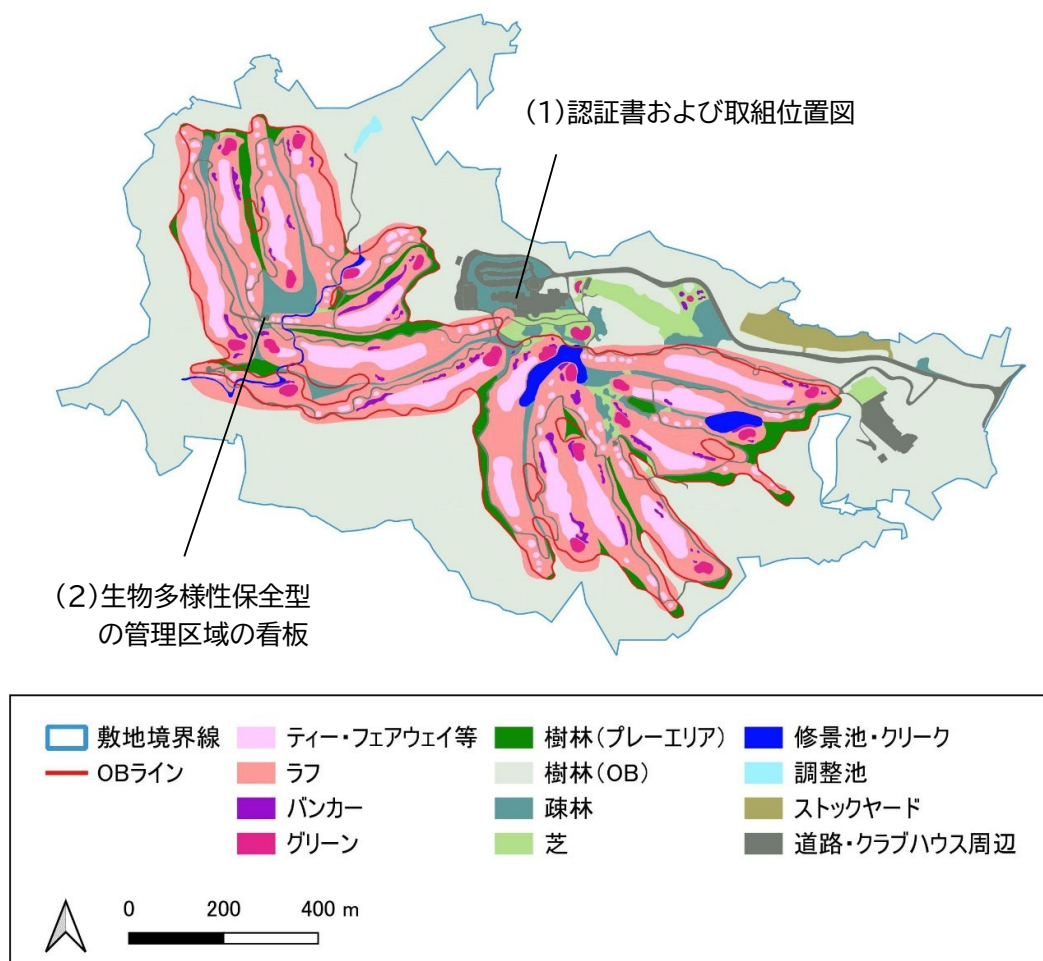 (1)認証書および取組位置図
(2)生物多様性保全型
の管理区域の看板
敷地境界線
OBライン
ティー・フェアウェイ等
ラフ
バンカー
グリーン
樹林(プレーエリア)
樹林(OB)
疎林
芝
修景池・クリーク
調整池
ストックヤード
道路・クラブハウス周辺
0 200 400 m